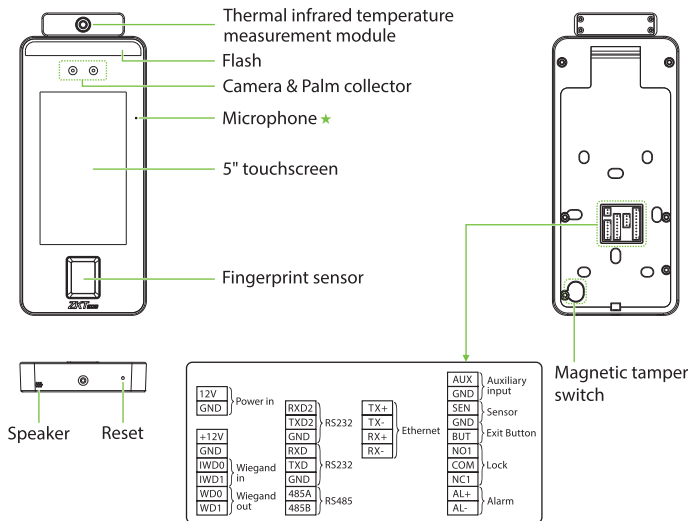 Thermal infrared temperature
measurement module
Flash
Camera & Palm collector
Microphone ★
5" touchscreen
Fingerprint sensor
ZKTeco
Speaker
Reset
Magnetic tamper
switch
12V
GND
Power in
+12V
GND
IWD0
IWD1
Wiegand
in
WD0
WD1
Wiegand
out
RXD2
TXD2
GND
RS232
RXD
TXD
GND
RS232
485A
485B
RS485
TX+
TX-
RX+
RX-
Ethernet
AUX
GND
Auxiliary
input
SEN
Sensor
GND
BUT
Exit Button
NO1
COM
NC1
Lock
AL+
AL-
Alarm